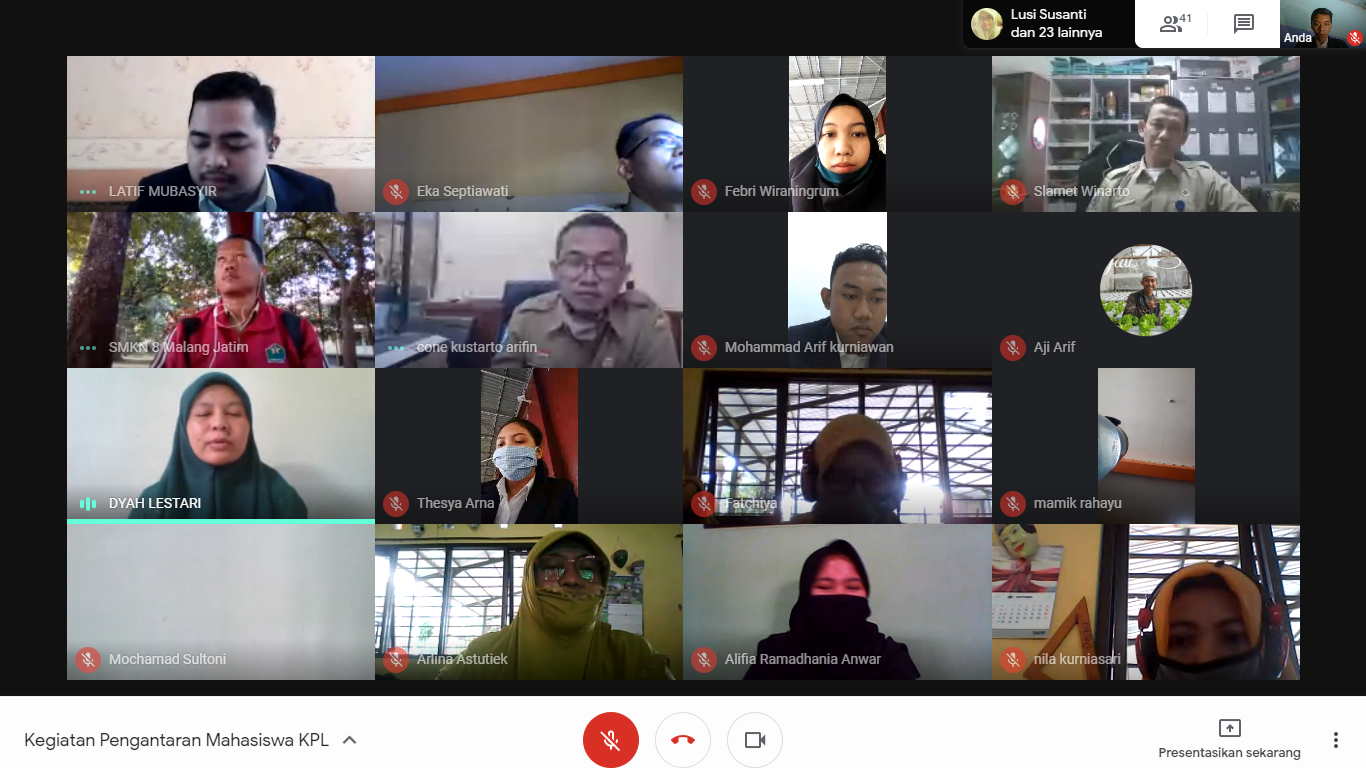 Lusi Susanti
dan 23 lainnya
41
Anda
LATIF MUBASYIR
Eka Septiawati
Febri Wiraningrum
Slamet Winarto
SMKN 8 Malang Jatim
cone kustarto arifin
Mohammad Arif kurniawan
Aji Arif
DYAH LESTARI
Thesya Arna
Fatchiya
mamik rahayu
Mochamad Sultoni
Arlina Astutiek
Alifia Ramadhania Anwar
nila kurniasari
Kegiatan Pengantaran Mahasiswa KPL
Presentasikan sekarang